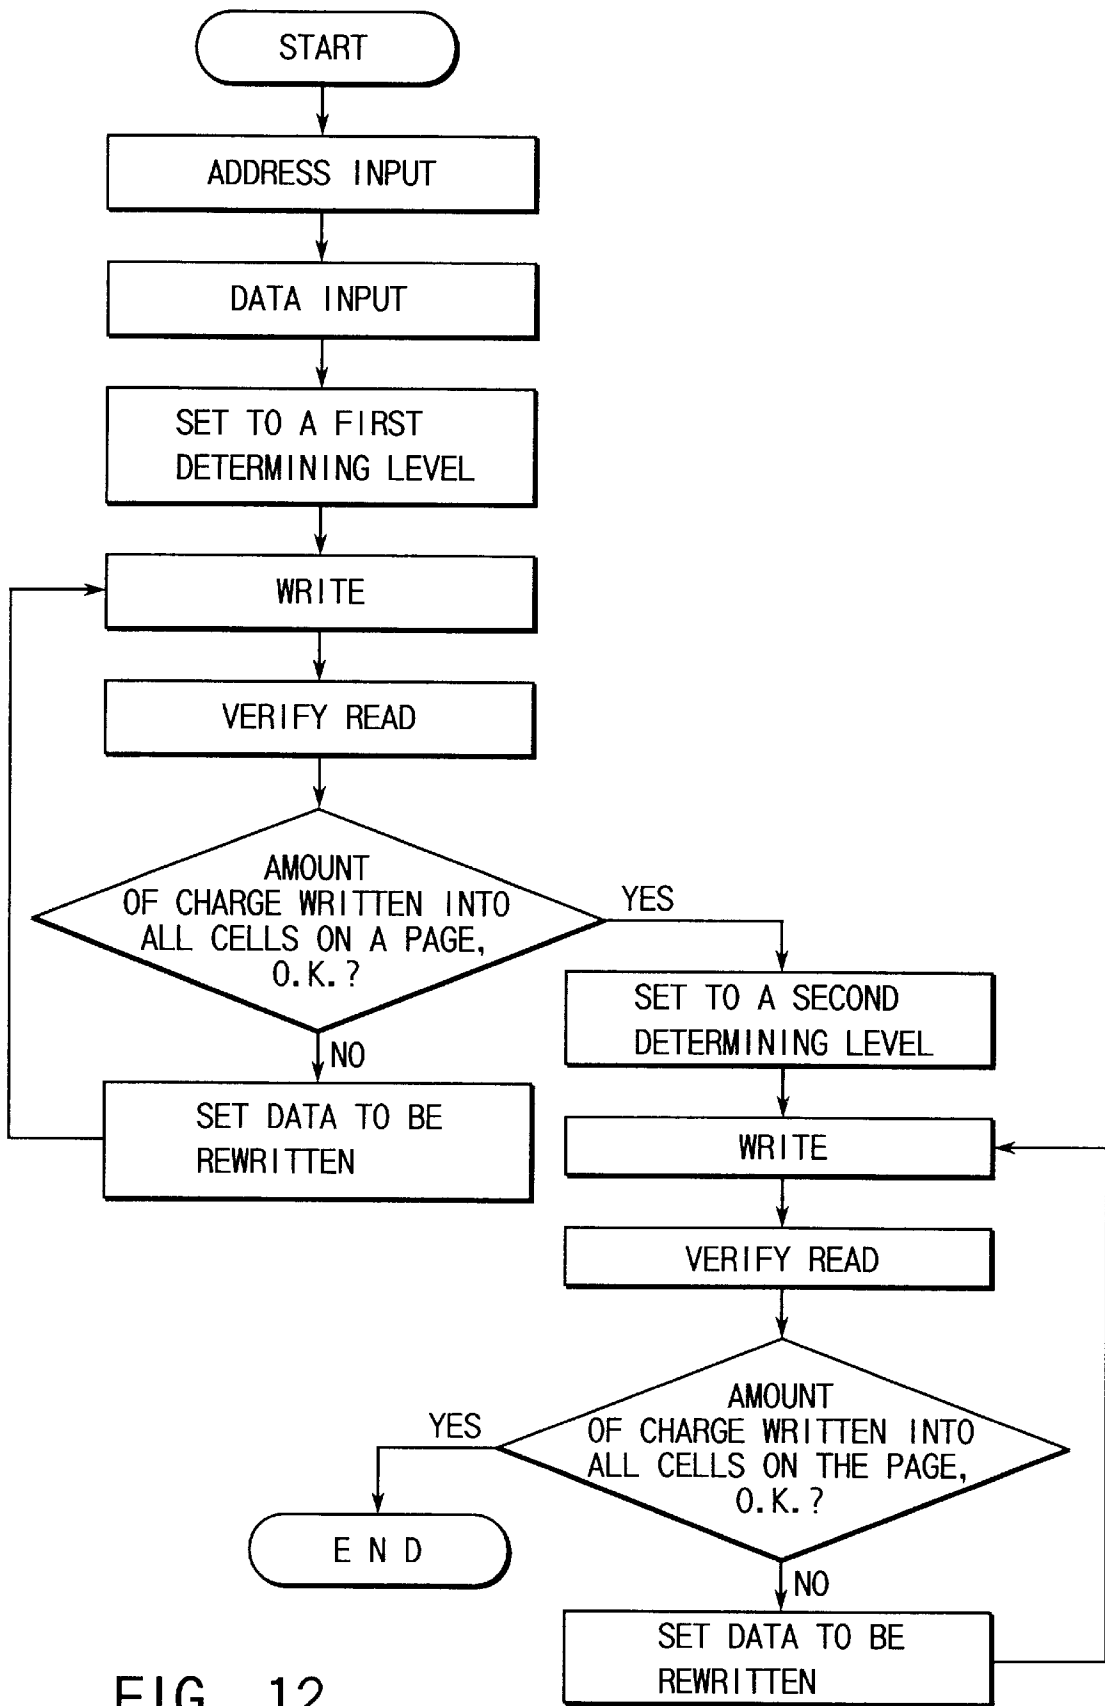 START
ADDRESS INPUT
DATA INPUT
SET TO A FIRST
DETERMINING LEVEL
WRITE
VERIFY READ
AMOUNT
OF CHARGE WRITTEN INTO
ALL CELLS ON A PAGE,
O.K.?
YES
NO
SET DATA TO BE
REWRITTEN
SET TO A SECOND
DETERMINING LEVEL
WRITE
VERIFY READ
AMOUNT
OF CHARGE WRITTEN INTO
ALL CELLS ON THE PAGE,
O.K.?
YES
END
NO
SET DATA TO BE
REWRITTEN
FIG. 12